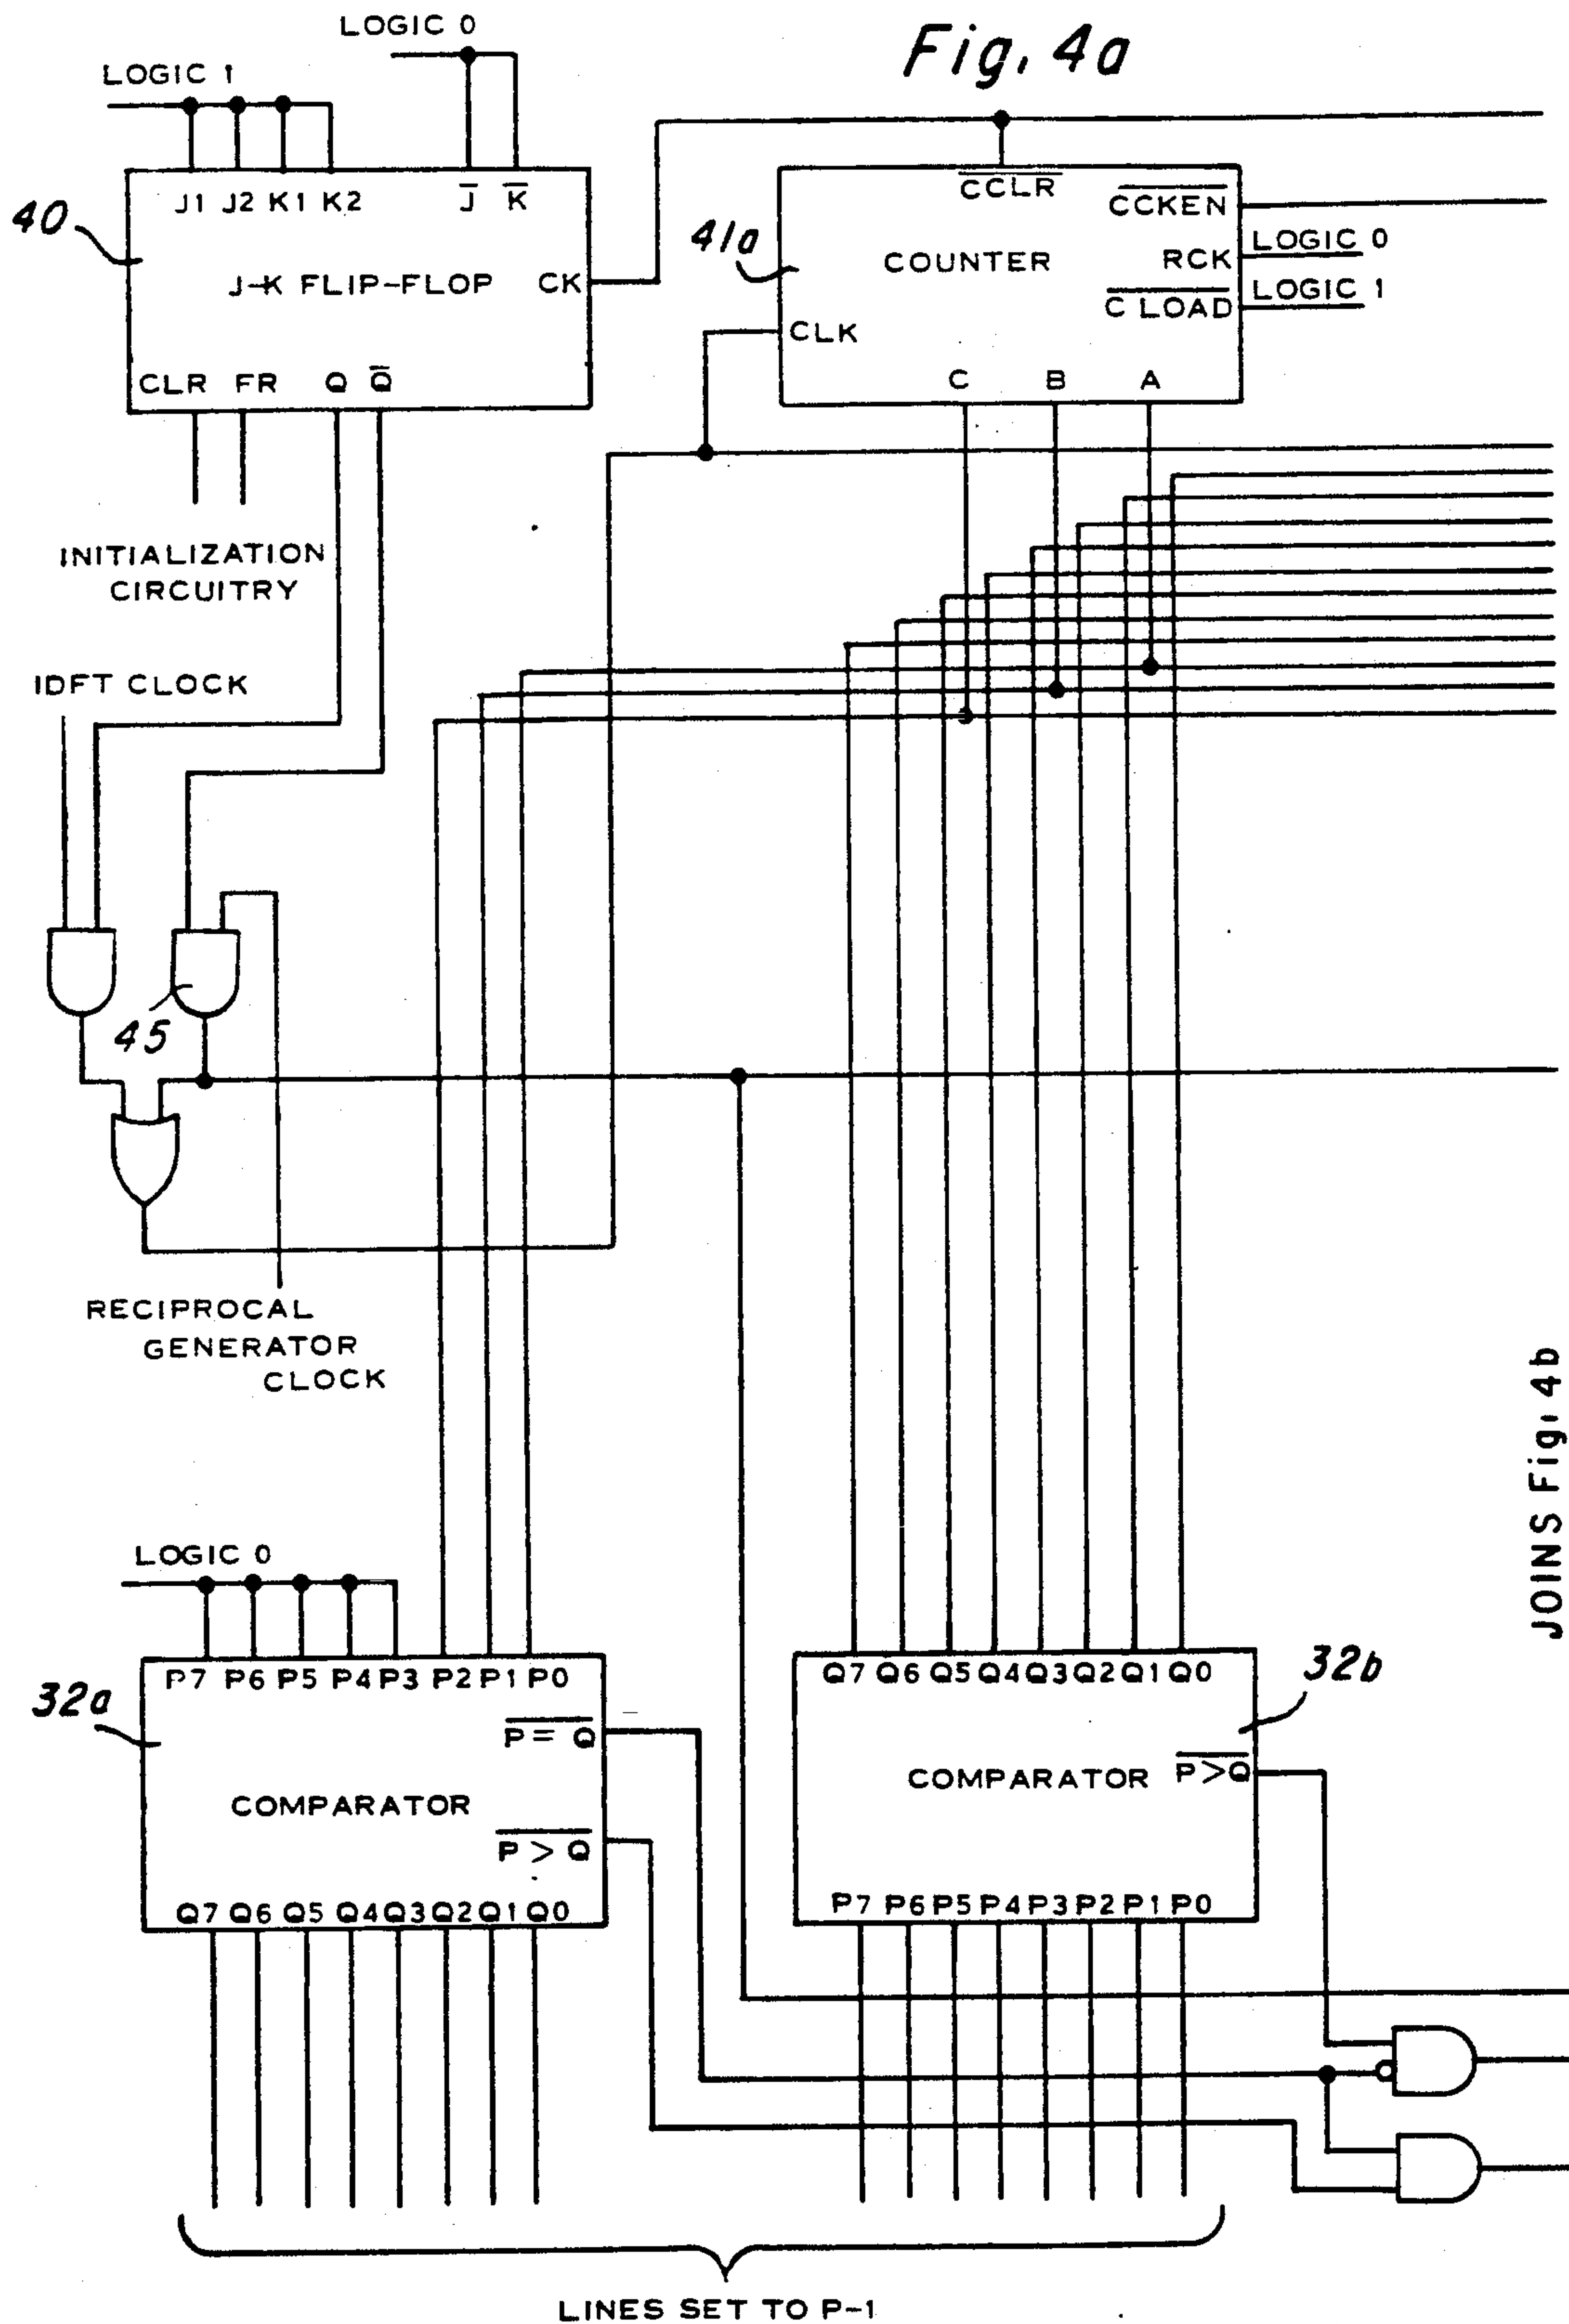 Fig. 4a
LOGIC 0
LOGIC 1
J1 J2 K1 K2 J̅ K̅
40
J-K FLIP-FLOP
CK
CLR FR Q Q̅
INITIALIZATION
CIRCUITRY
C̅C̅L̅R̅
C̅C̅K̅E̅N̅
41a
COUNTER
RCK
LOGIC 0
C̅ L̅O̅A̅D̅
LOGIC 1
CLK
C B A
IDFT CLOCK
45
RECIPROCAL
GENERATOR
CLOCK
JOINS Fig. 4b
LOGIC 0
P7 P6 P5 P4 P3 P2 P1 P0
32a
P̅ =̅ Q̅
COMPARATOR
P̅ >̅ Q̅
Q7 Q6 Q5 Q4 Q3 Q2 Q1 Q0
Q7 Q6 Q5 Q4 Q3 Q2 Q1 Q0
32b
COMPARATOR
P̅>̅Q̅
P7 P6 P5 P4 P3 P2 P1 P0
LINES SET TO P-1